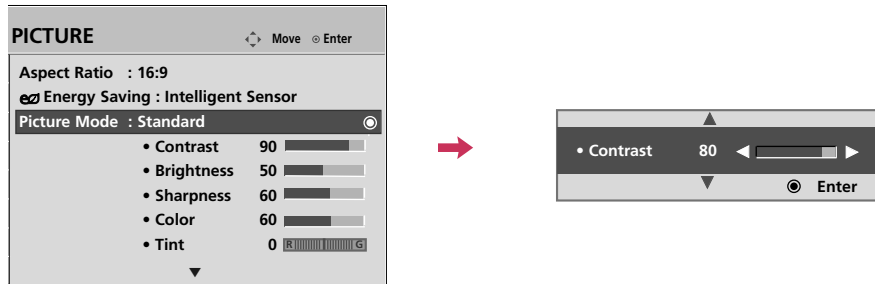 PICTURE Move Enter
Aspect Ratio : 16:9
Energy Saving : Intelligent Sensor
Picture Mode : Standard
• Contrast 90
• Brightness 50
• Sharpness 60
• Color 60
• Tint 0 R G
• Contrast 80
Enter